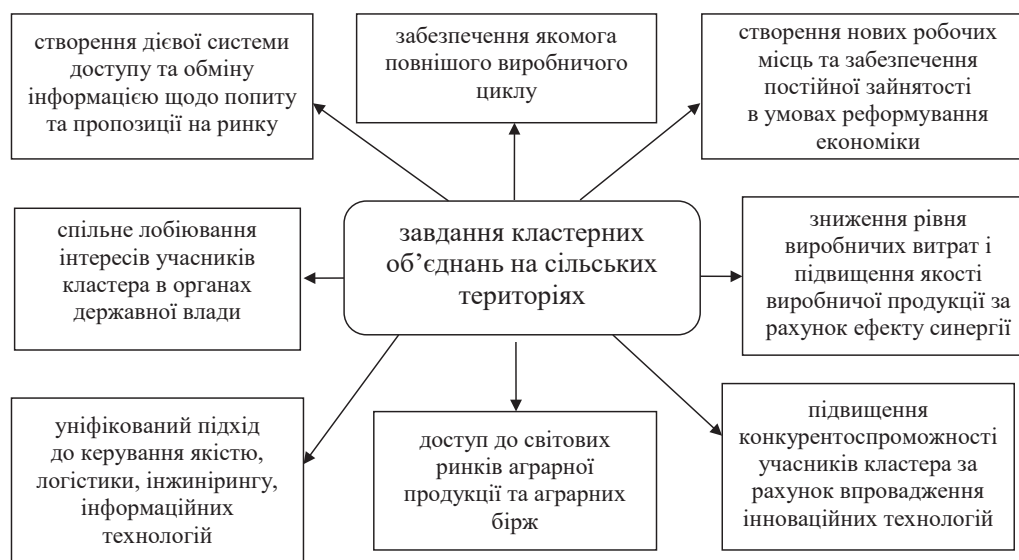 створення дієвої системи
доступу та обміну
інформацією щодо попиту
та пропозиції на ринку
забезпечення якомога
повнішого виробничого
циклу
створення нових робочих
місць та забезпечення
постійної зайнятості
в умовах реформування
економіки
спільне лобіювання
інтересів учасників
кластера в органах
державної влади
завдання кластерних
об’єднань на сільських
територіях
зниження рівня
виробничих витрат і
підвищення якості
виробничої продукції за
рахунок ефекту синергії
уніфікований підхід
до керування якістю,
логістики, інжинірингу,
інформаційних
технологій
доступ до світових
ринків аграрної
продукції та аграрних
бірж
підвищення
конкурентоспроможності
учасників кластера за
рахунок впровадження
інноваційних технологій